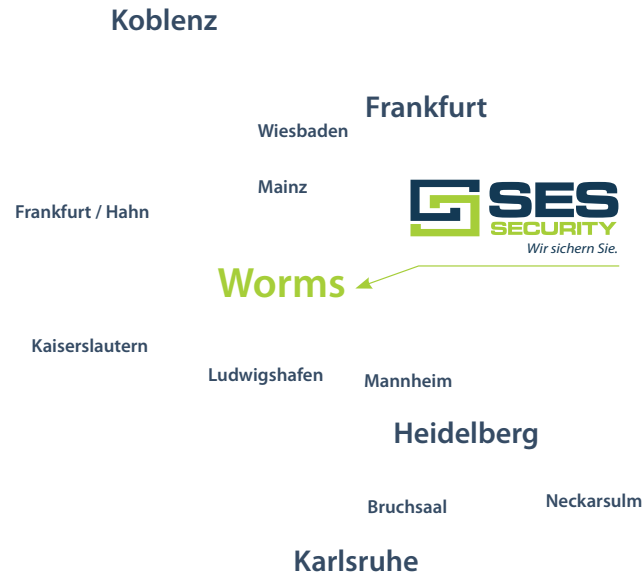 Koblenz
Frankfurt
Wiesbaden
Mainz
Frankfurt / Hahn
SES
SECURITY
Wir sichern Sie.
Worms
Kaiserslautern
Ludwigshafen
Mannheim
Heidelberg
Bruchsaal
Neckarsulm
Karlsruhe